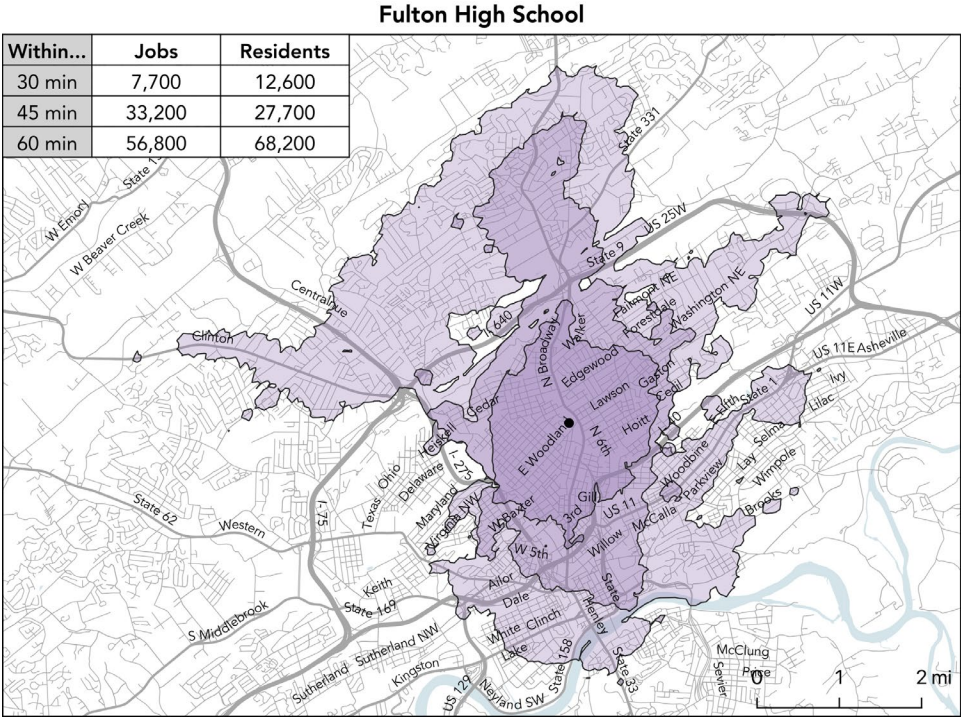 Fulton High School
Within... Jobs Residents
30 min 7,700 12,600
45 min 33,200 27,700
60 min 56,800 68,200
State 331
W Emory
W Beaver Creek
US 25W
State 9
Fairmont NE
Forestdale
Washington NE
Centralnue
I- 640
N Broadway
Walker
US 11W
Clinton
Edgewood
US 11E Asheville
Gaston
Cecil
State 1
Ivy
Lawson
Cedar
E Fifth
Lilac
Hoitt
Heiskell
E Woodland
N 6th
Selma
I- 275
Woodbine
Lay
Wimpole
Ohio
Delaware
Texas
Parkview
Maryland
Virginia NW
Gill
Brooks
I- 75
State 62
W Baxter
3rd
US 11
McCalla
Western
W 5th
Willow
Ailor
Keith
State
Dale
State 169
Henley
S Middlebrook
White
Clinch
Lake
Sutherland NW
State 158
McClung
Kingston
State 33
Sevier
Sutherland
US 129
Neyland SW
0 1 2 mi